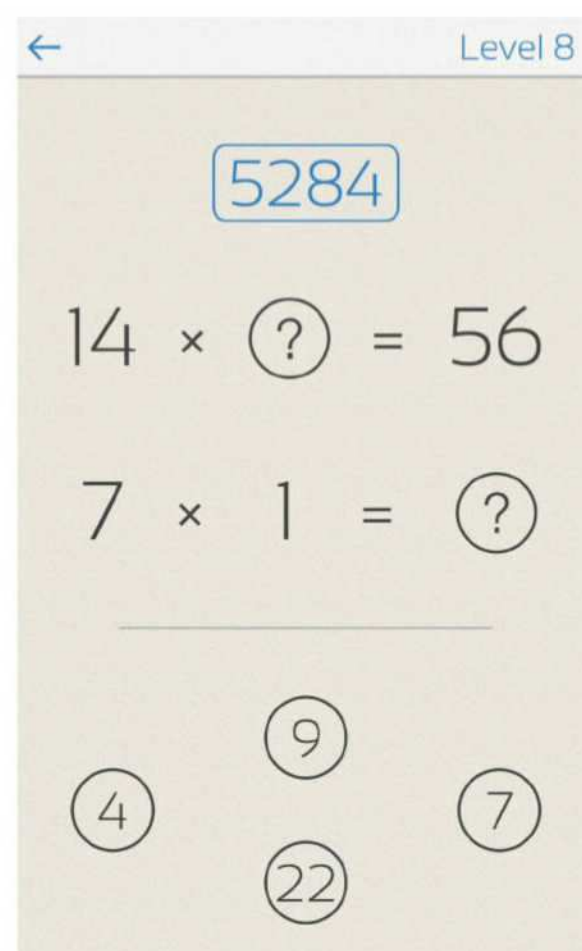 ← Level 8
5284
14 × ? = 56
7 × 1 = ?
9
4 7
22